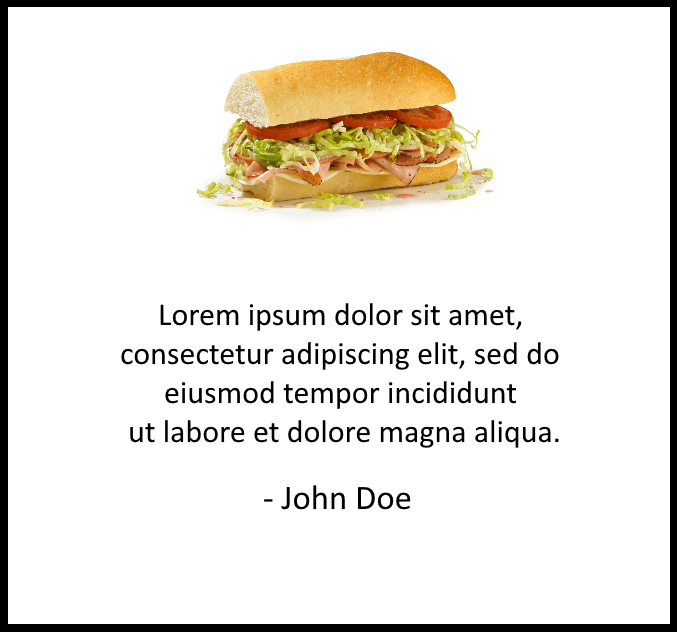 Lorem ipsum dolor sit amet,
consectetur adipiscing elit, sed do
eiusmod tempor incididunt
ut labore et dolore magna aliqua.
- John Doe